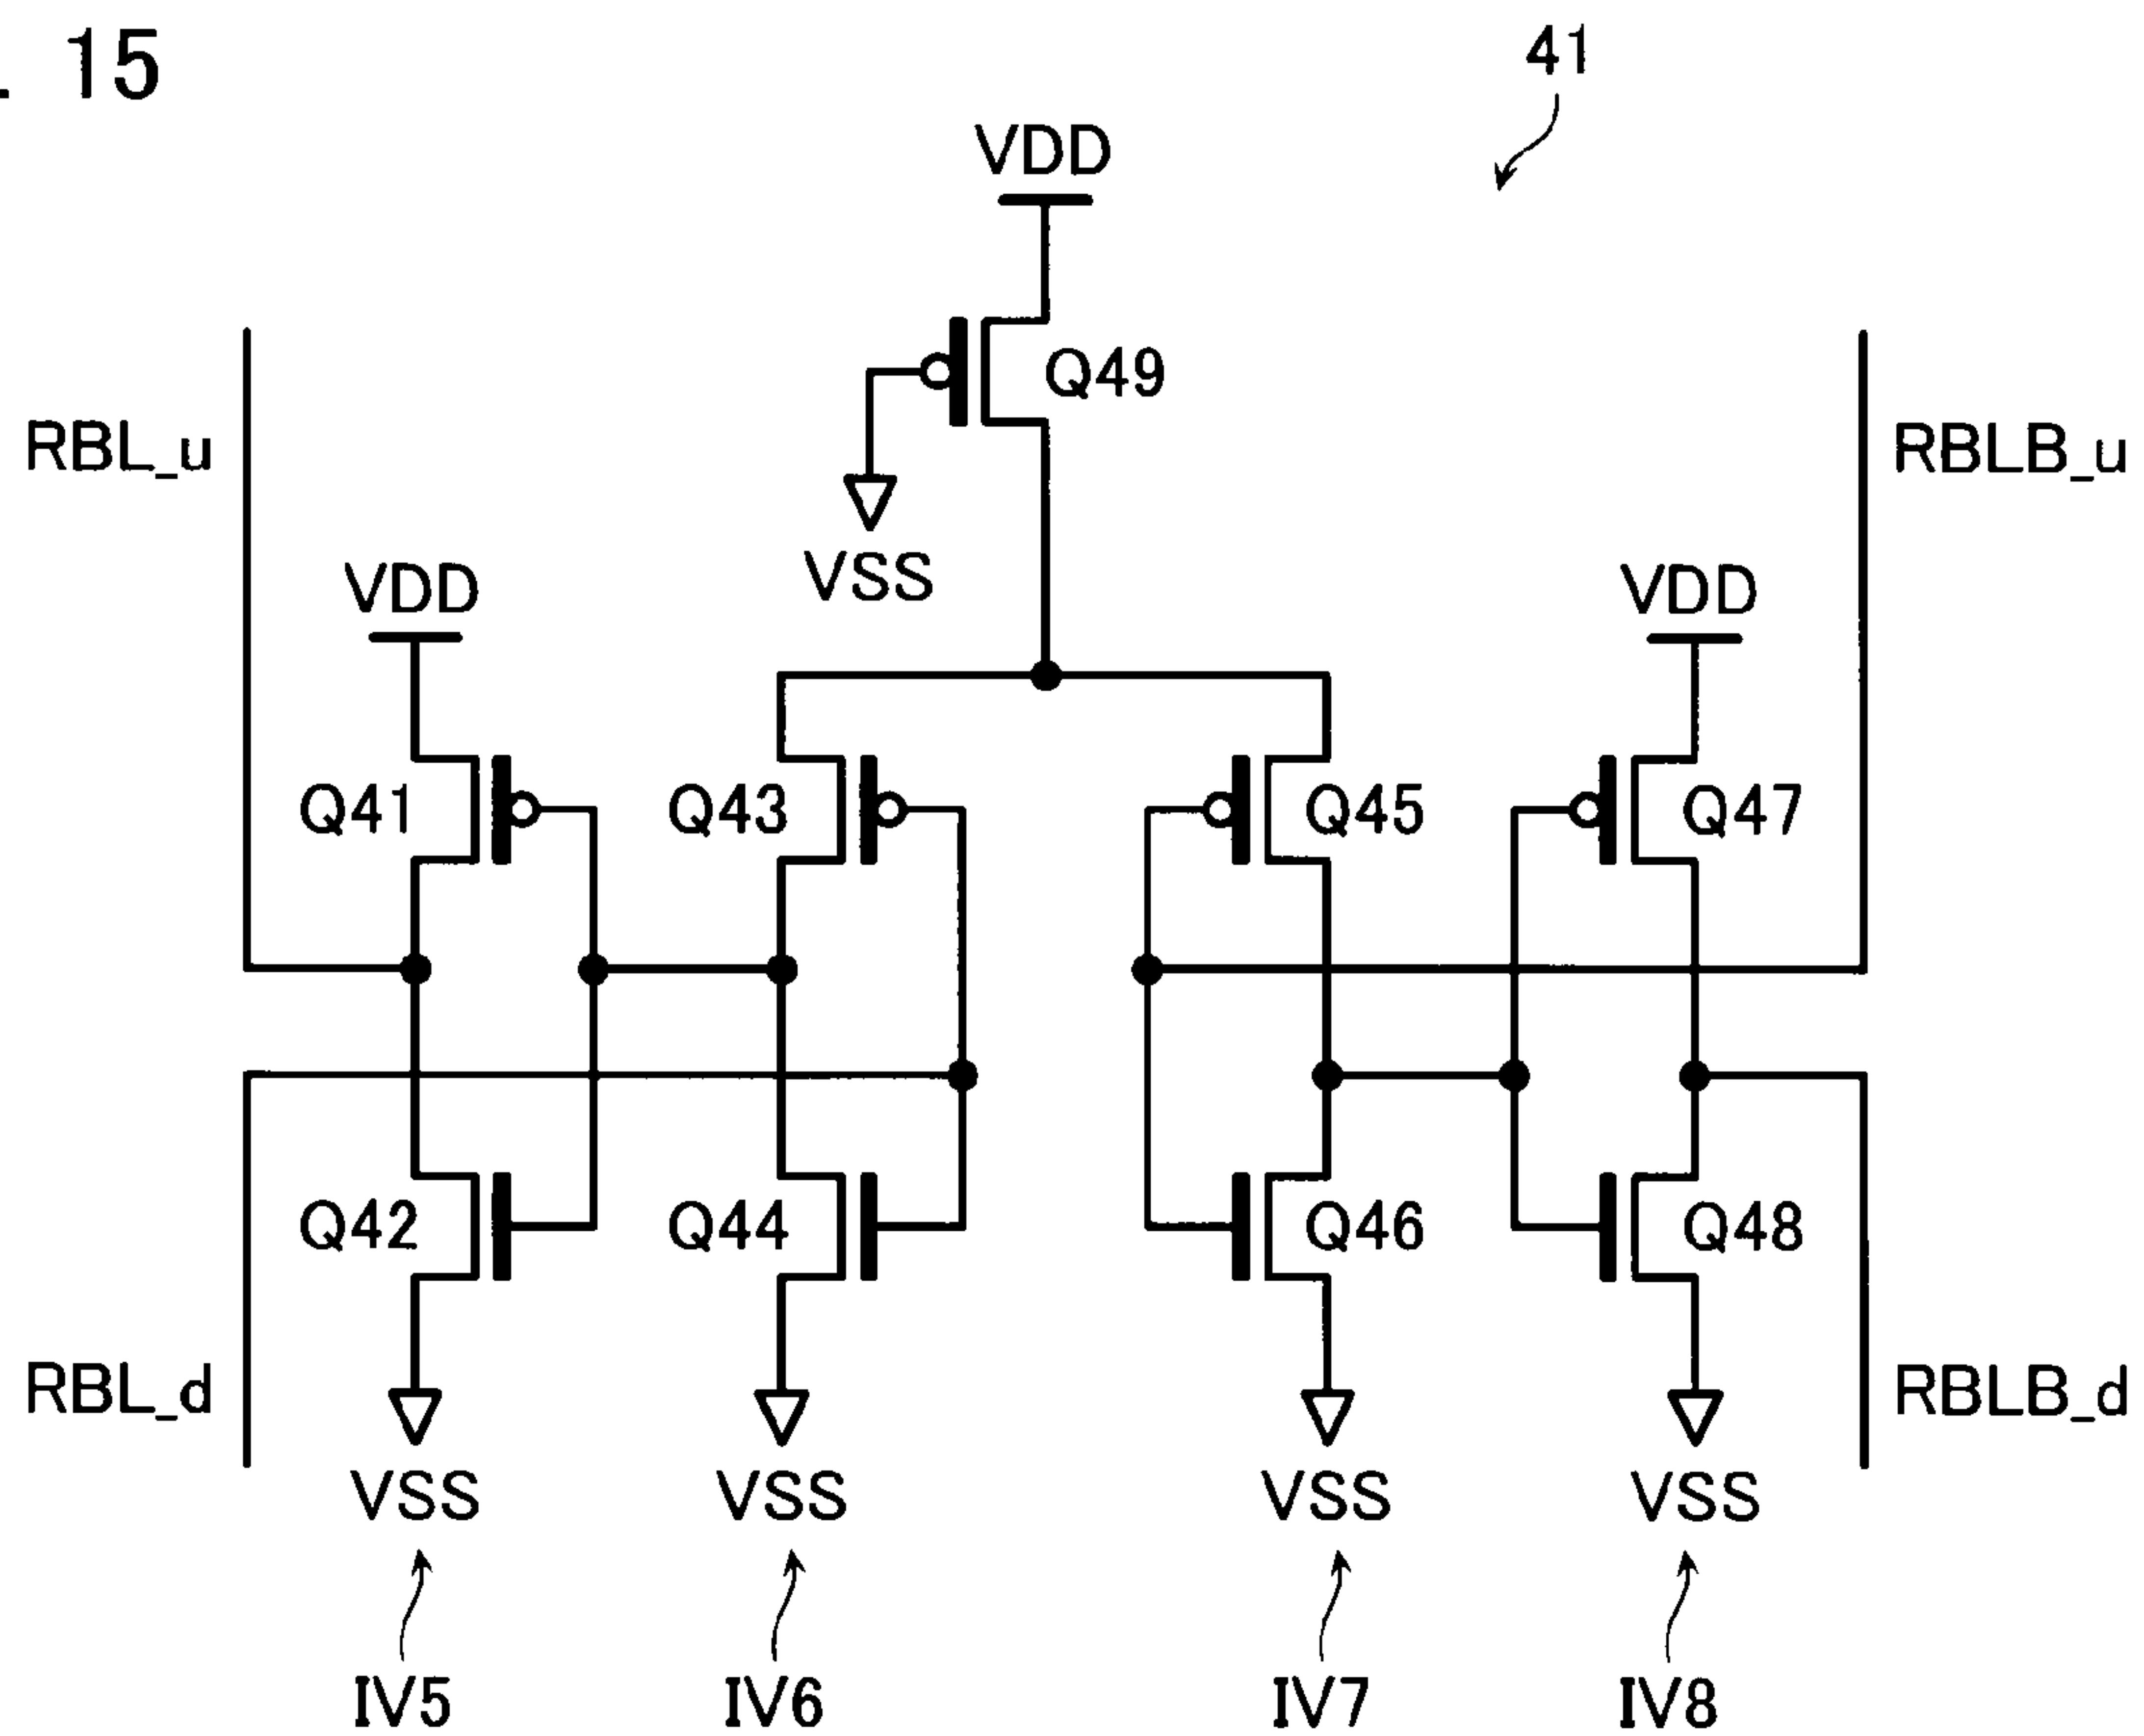 . 15
41
VDD
Q49
RBL_u
RBLB_u
VSS
VDD
VDD
Q41
Q43
Q45
Q47
Q42
Q44
Q46
Q48
RBL_d
RBLB_d
VSS
VSS
VSS
VSS
IV5
IV6
IV7
IV8